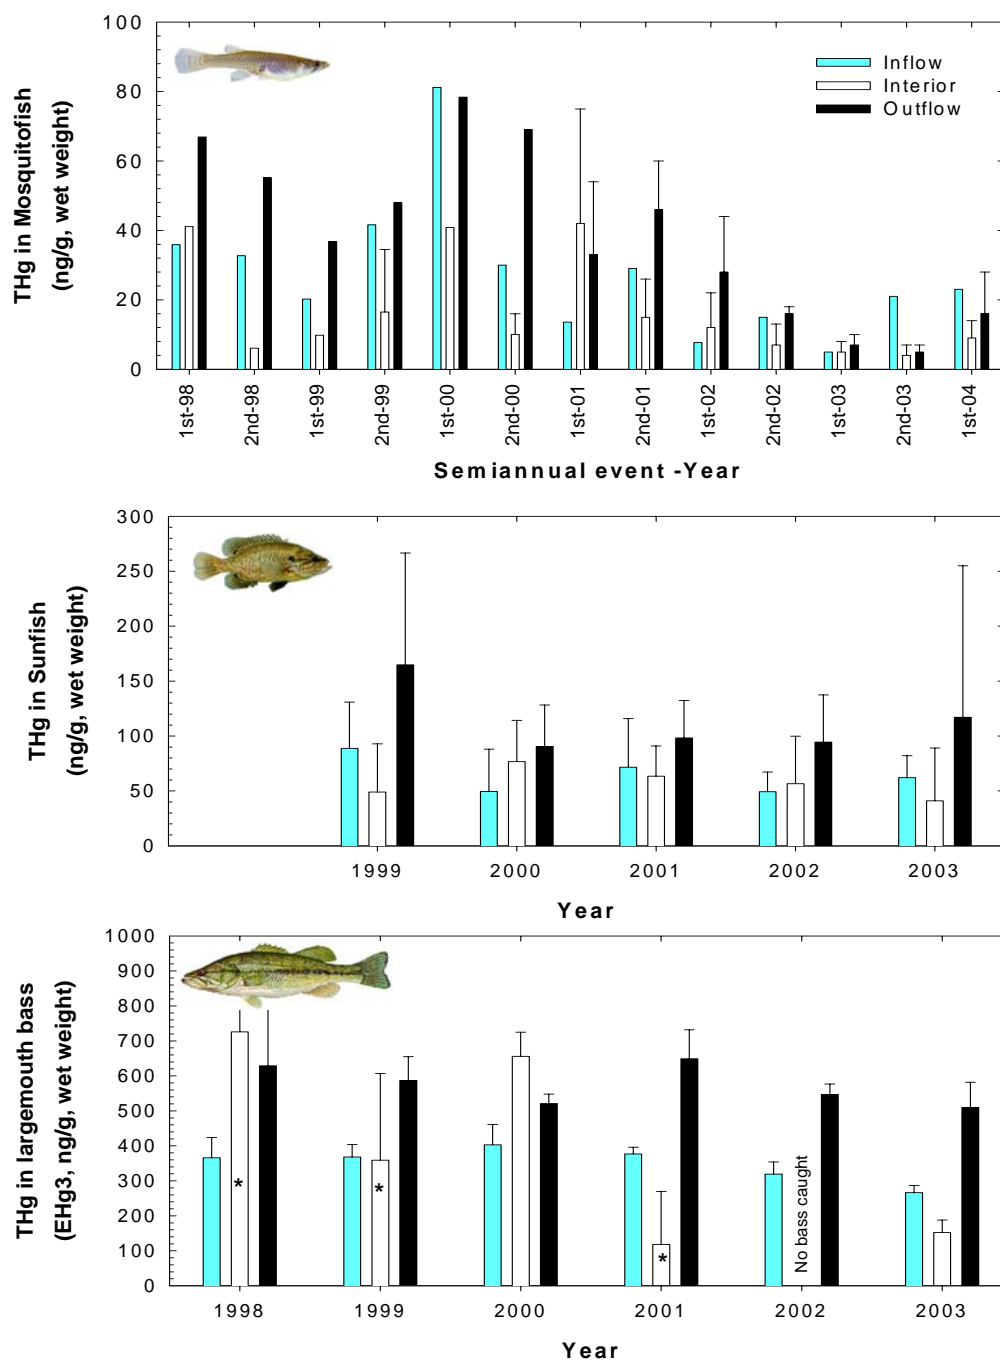 100
80
60
40
20
0
THg in Mosquitofish
(ng/g, wet weight)
Inflow
Interior
Outflow
1st-98
2nd-98
1st-99
2nd-99
1st-00
2nd-00
1st-01
2nd-01
1st-02
2nd-02
1st-03
2nd-03
1st-04
Semiannual event -Year
300
250
200
150
100
50
0
THg in Sunfish
(ng/g, wet weight)
1999
2000
2001
2002
2003
Year
1000
900
800
700
600
500
400
300
200
100
0
THg in largemouth bass
(EHg3, ng/g, wet weight)
*
*
*
No bass caught
1998
1999
2000
2001
2002
2003
Year